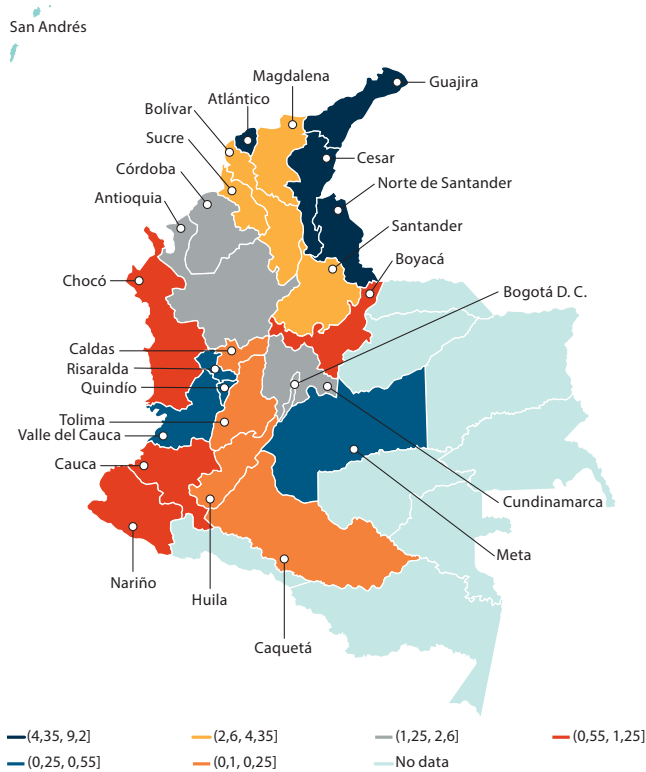 San Andrés
Magdalena
Guajira
Atlántico
Bolívar
Sucre
Cesar
Córdoba
Norte de Santander
Antioquia
Santander
Boyacá
Chocó
Bogotá D. C.
Caldas
Risaralda
Quindío
Tolima
Valle del Cauca
Cauca
Cundinamarca
Meta
Nariño
Huila
Caquetá
(4,35, 9,2]
(2,6, 4,35]
(1,25, 2,6]
(0,55, 1,25]
(0,25, 0,55]
(0,1, 0,25]
No data